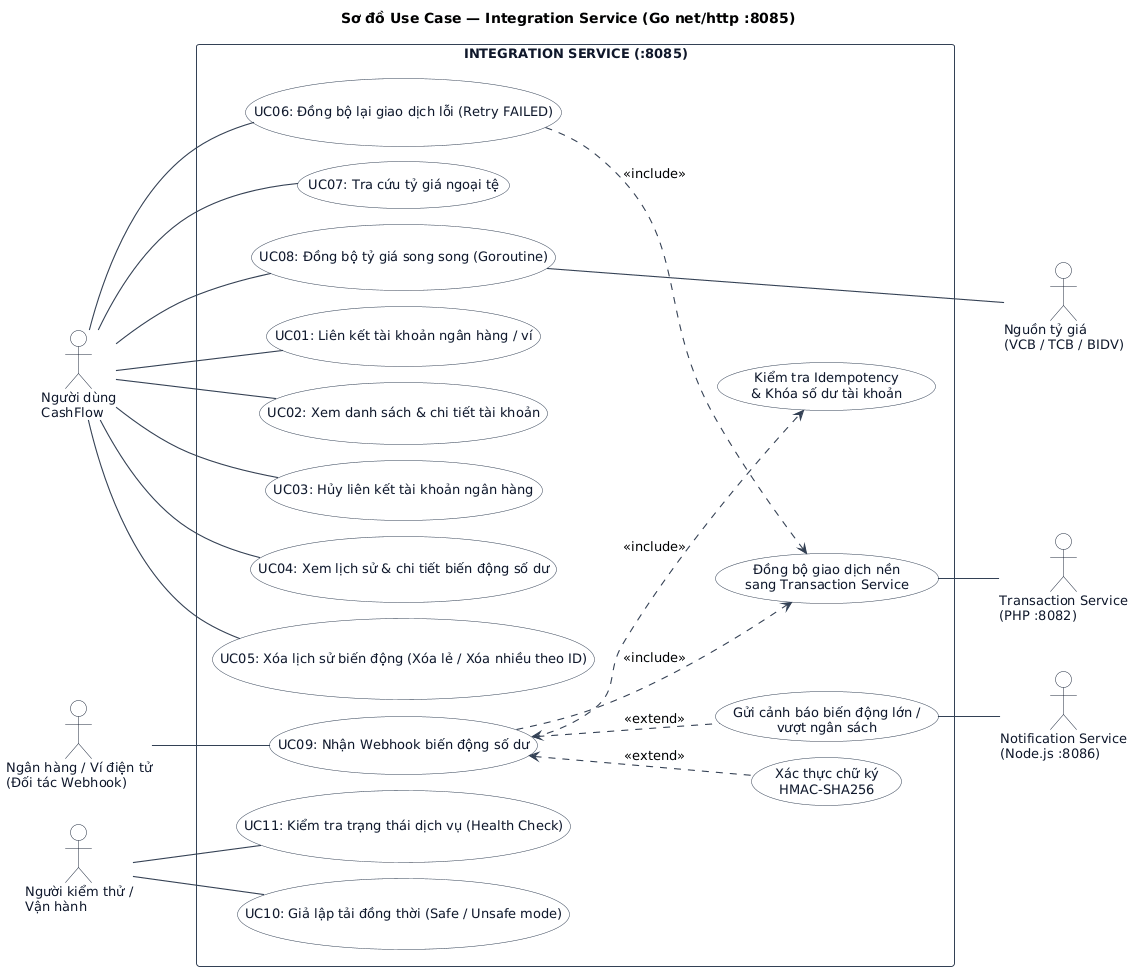 Sơ đồ Use Case — Integration Service (Go net/http :8085)
INTEGRATION SERVICE (:8085)
UC06: Đồng bộ lại giao dịch lỗi (Retry FAILED)
«include»
UC07: Tra cứu tỷ giá ngoại tệ
UC08: Đồng bộ tỷ giá song song (Goroutine)
Nguồn tỷ giá
(VCB / TCB / BIDV)
UC01: Liên kết tài khoản ngân hàng / ví
Người dùng
CashFlow
Kiểm tra Idempotency
& Khóa số dư tài khoản
UC02: Xem danh sách & chi tiết tài khoản
UC03: Hủy liên kết tài khoản ngân hàng
«include»
UC04: Xem lịch sử & chi tiết biến động số dư
Đồng bộ giao dịch nền
sang Transaction Service
Transaction Service
(PHP :8082)
UC05: Xóa lịch sử biến động (Xóa lẻ / Xóa nhiều theo ID)
«include»
Gửi cảnh báo biến động lớn /
vượt ngân sách
«extend»
Notification Service
(Node.js :8086)
UC09: Nhận Webhook biến động số dư
«extend»
Ngân hàng / Ví điện tử
(Đối tác Webhook)
Xác thực chữ ký
HMAC-SHA256
UC11: Kiểm tra trạng thái dịch vụ (Health Check)
Người kiểm thử /
Vận hành
UC10: Giả lập tải đồng thời (Safe / Unsafe mode)